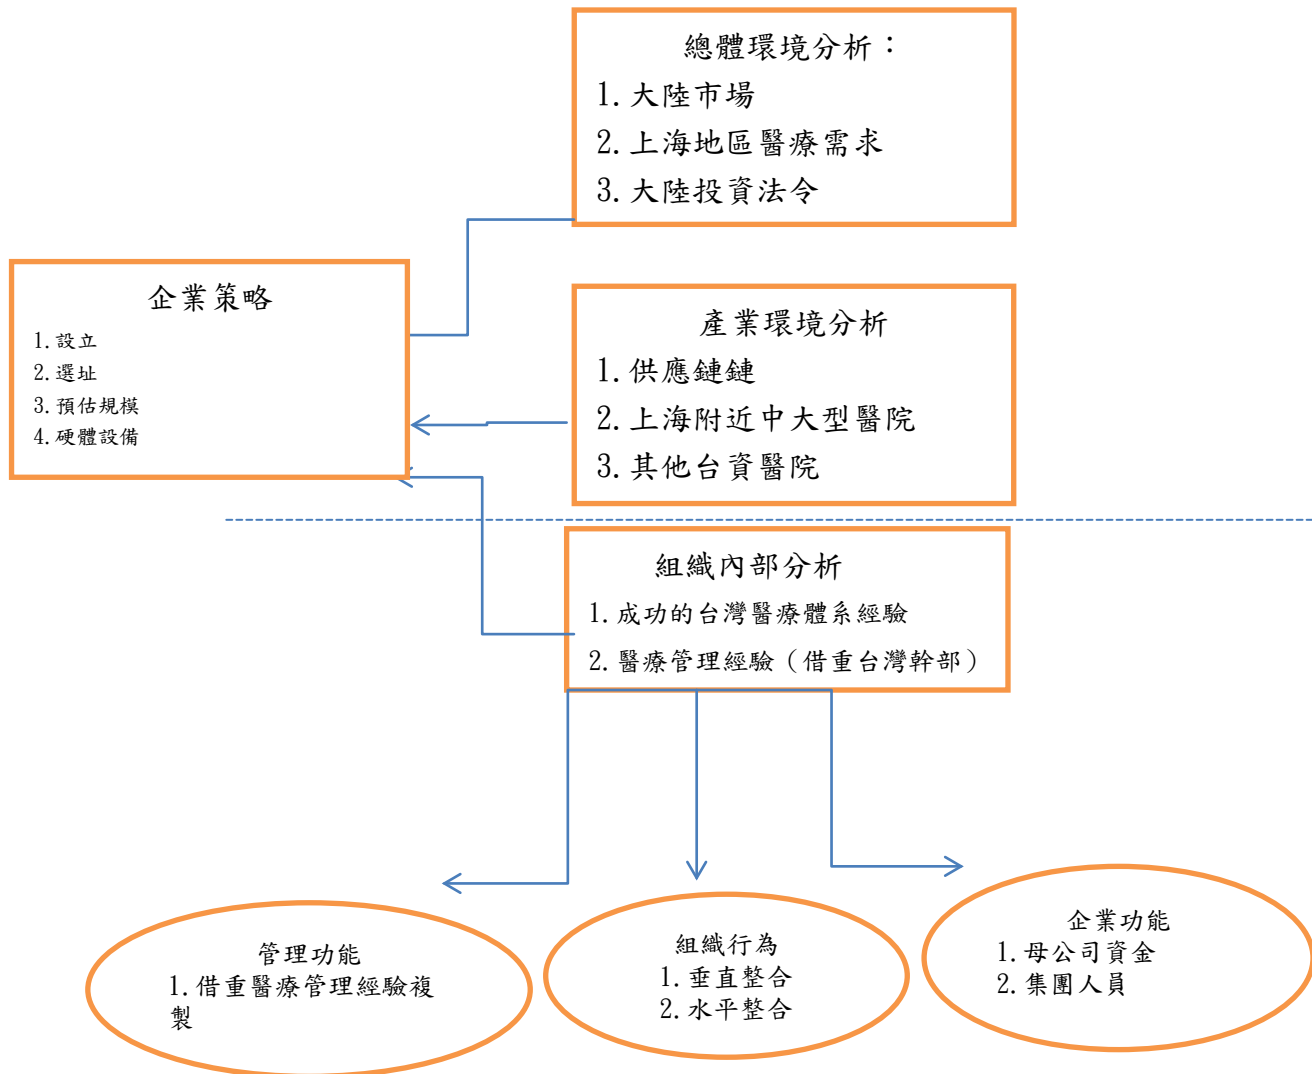 總體環境分析：
1.大陸市場
2.上海地區醫療需求
3.大陸投資法令
企業策略
1.設立
2.選址
3.預估規模
4.硬體設備
產業環境分析
1.供應鏈鏈
2.上海附近中大型醫院
3.其他台資醫院
組織內部分析
1.成功的台灣醫療體系經驗
2.醫療管理經驗（借重台灣幹部）
管理功能
1.借重醫療管理經驗複
製
組織行為
1.垂直整合
2.水平整合
企業功能
1.母公司資金
2.集團人員